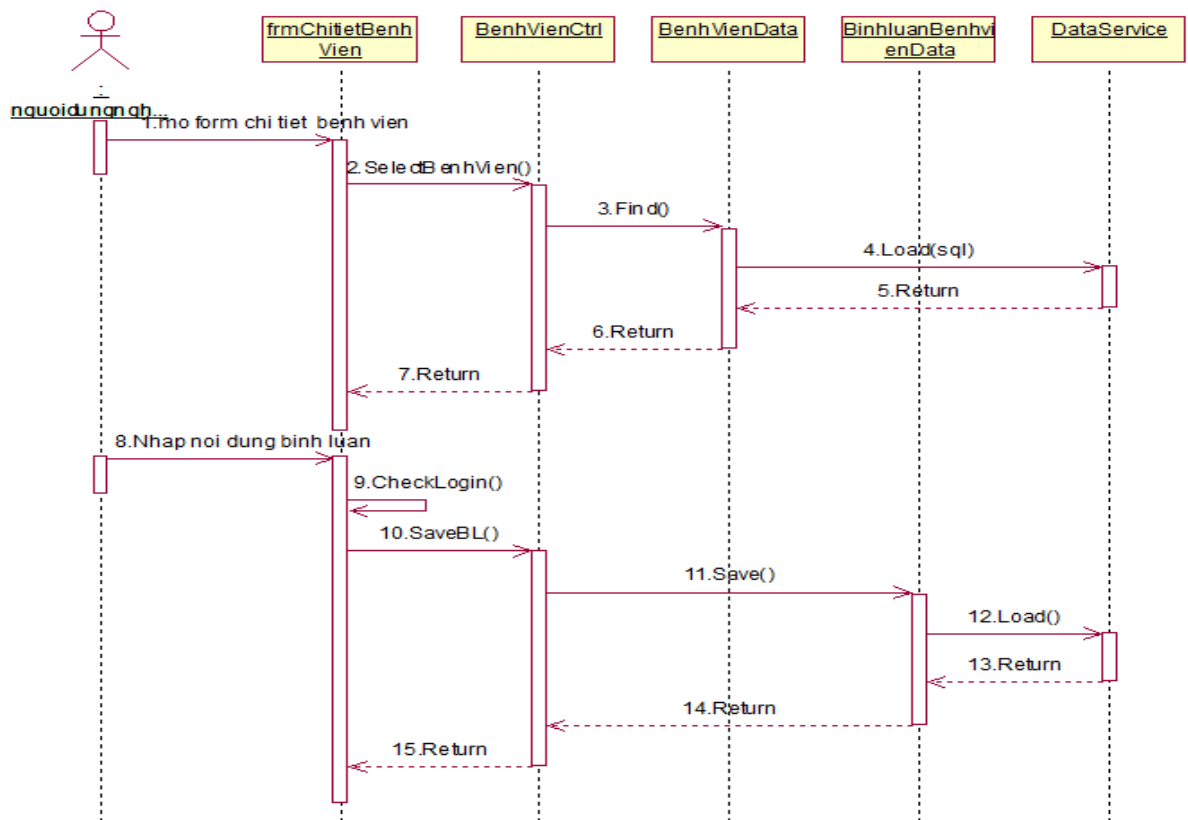 frmChitietBenh
Vien
BenhVienCtrl
BenhVienData
BinhluanBenhvi
enData
DataService
:
nguoidungngh...
1.mo form chi tiet benh vien
2.SelectBenhVien()
3.Find()
4.Load(sql)
5.Return
6.Return
7.Return
8.Nhap noi dung binh luan
9.CheckLogin()
10.SaveBL()
11.Save()
12.Load()
13.Return
14.Return
15.Return